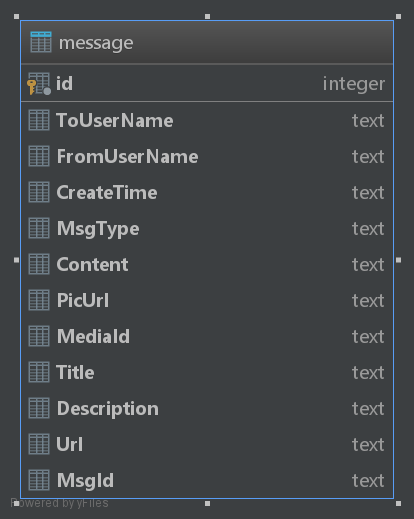 message
id integer
ToUserName text
FromUserName text
CreateTime text
MsgType text
Content text
PicUrl text
MediaId text
Title text
Description text
Url text
MsgId text
Powered by yFiles